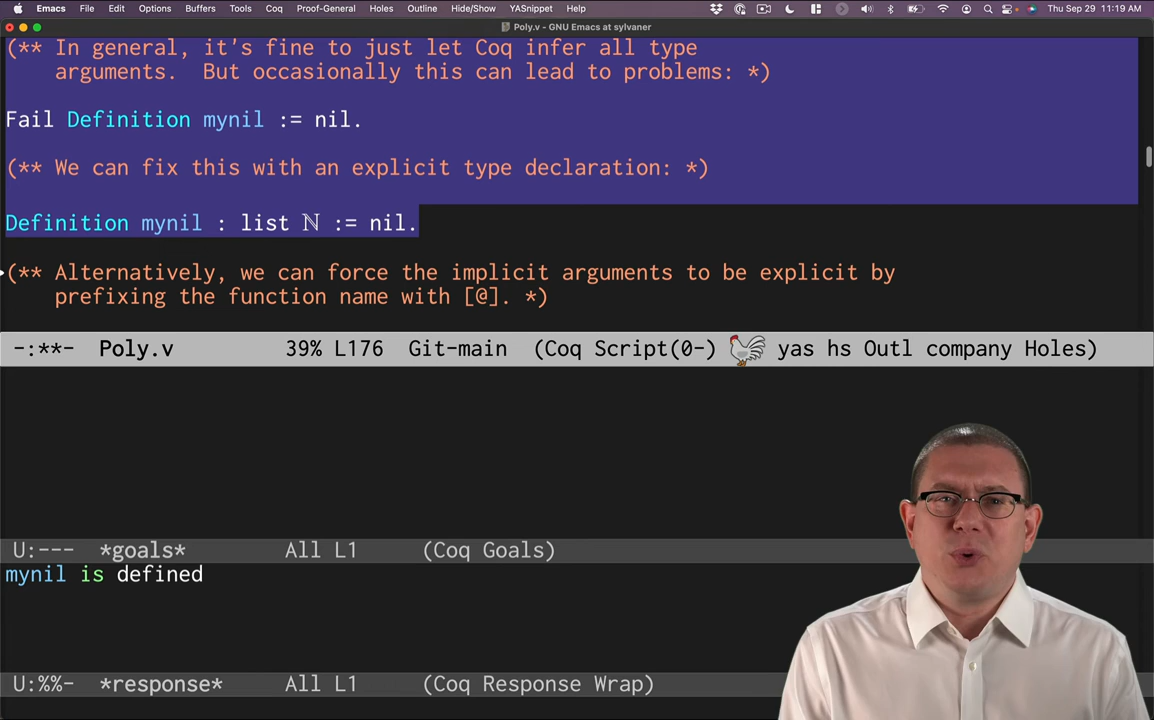 Emacs File Edit Options Buffers Tools Coq Proof-General Holes Outline Hide/Show YASnippet Help Thu Sep 29 11:19 AM
Poly.v - GNU Emacs at sylvaner
(** In general, it's fine to just let Coq infer all type
arguments. But occasionally this can lead to problems: *)
Fail Definition mynil := nil.
(** We can fix this with an explicit type declaration: *)
Definition mynil : list ℕ := nil.
(** Alternatively, we can force the implicit arguments to be explicit by
prefixing the function name with [@]. *)
-:**- Poly.v 39% L176 Git-main (Coq Script(0-) yas hs Outl company Holes)
U:--- *goals* All L1 (Coq Goals)
mynil is defined
U:%%- *response* All L1 (Coq Response Wrap)